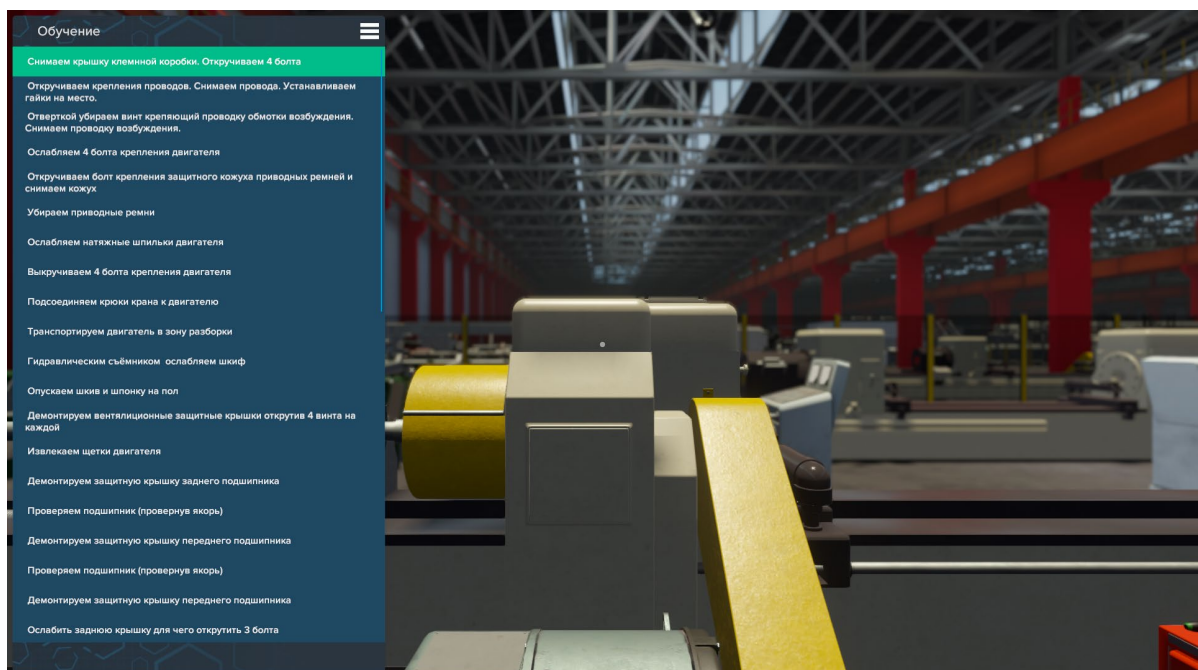 Обучение
Снимаем крышку клемнной коробки. Откручиваем 4 болта
Откручиваем крепления проводов. Снимаем провода. Устанавливаем
гайки на место.
Отверткой убираем винт крепяющий проводку обмотки возбуждения.
Снимаем проводку возбуждения.
Ослабляем 4 болта крепления двигателя
Откручиваем болт крепления защитного кожуха приводных ремней и
снимаем кожух
Убираем приводные ремни
Ослабляем натяжные шпильки двигателя
Выкручиваем 4 болта крепления двигателя
Подсоединяем крюки крана к двигателю
Транспортируем двигатель в зону разборки
Гидравлическим съёмником ослабляем шкиф
Опускаем шкив и шпонку на пол
Демонтируем вентялиционные защитные крышки открутив 4 винта на
каждой
Извлекаем щетки двигателя
Демонтируем защитную крышку заднего подшипника
Проверяем подшипник (провернув якорь)
Демонтируем защитную крышку переднего подшипника
Проверяем подшипник (провернув якорь)
Демонтируем защитную крышку переднего подшипника
Ослабить заднюю крышку для чего открутить 3 болта